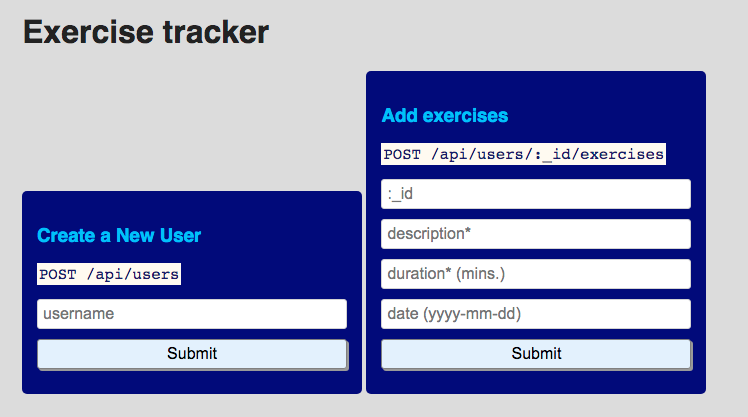 Exercise tracker
Create a New User
POST /api/users
username
Submit
Add exercises
POST /api/users/:_id/exercises
:_id
description*
duration* (mins.)
date (yyyy-mm-dd)
Submit